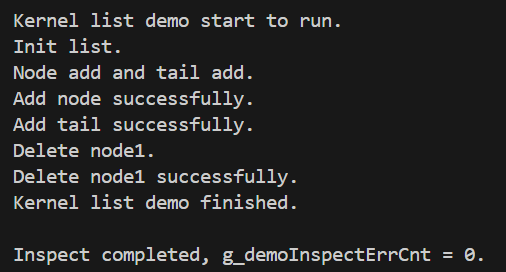 Kernel list demo start to run.
Init list.
Node add and tail add.
Add node successfully.
Add tail successfully.
Delete node1.
Delete node1 successfully.
Kernel list demo finished.
Inspect completed, g_demoInspectErrCnt = 0.